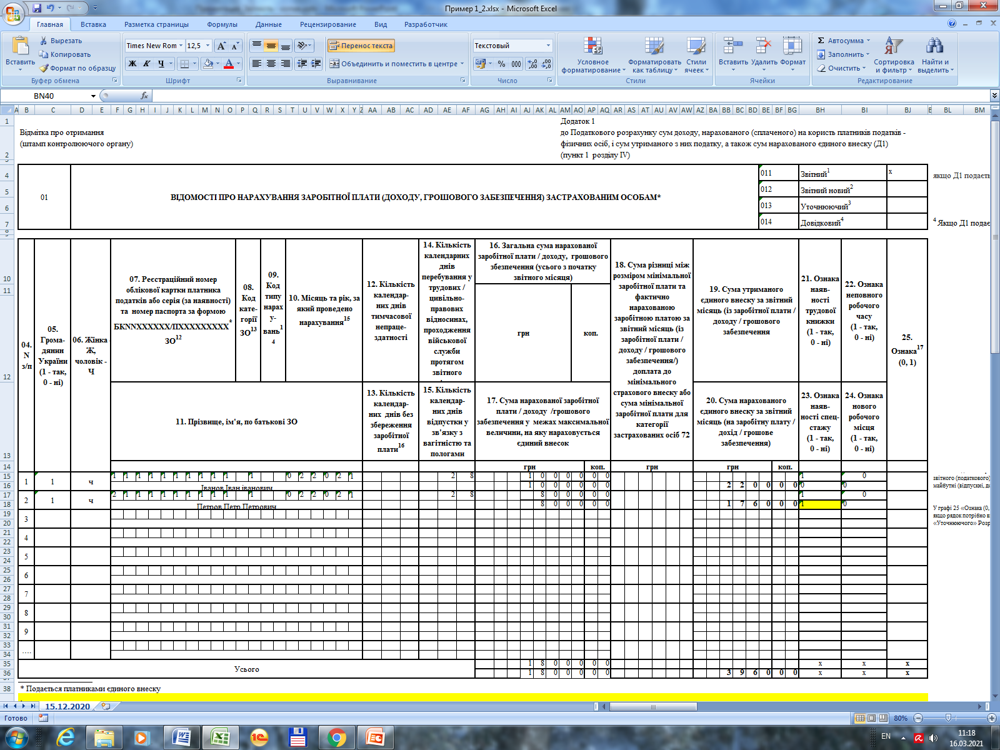 Пример 1_2.xlsx - Microsoft Excel
Главная Вставка Разметка страницы Формулы Данные Рецензирование Вид Разработчик
Вставить
Вырезать
Копировать
Формат по образцу
Буфер обмена
Times New Rom 12,5
Ж К Ч
Шрифт
Перенос текста
Объединить и поместить в центре
Выравнивание
Текстовый
% 000
Число
Условное форматирование
Форматировать как таблицу
Стили ячеек
Стили
Вставить Удалить Формат
Ячейки
Автосумма
Заполнить
Очистить
Сортировка и фильтр
Найти и выделить
Редактирование
BN40
A B C D E F G H I J K L M N O P Q R S T U V W X Y Z AA AB AC AD AE AF AG AH AI AJ AK AL AM AO AP AQ AR AS AT AU AV AW AZ BA BB BC BD BE BF BG BH BI BJ BL BM
Додаток 1
Відмітка про отримання
до Податкового розрахунку сум доходу, нарахованого (сплаченого) на користь платників податків -
(штамп контролюючого органу)
фізичних осіб, і сум утриманого з них податку, а також сум нарахованого єдиного внеску (Д1)
(пункт 1 розділу IV)
01
ВІДОМОСТІ ПРО НАРАХУВАННЯ ЗАРОБІТНОЇ ПЛАТИ (ДОХОДУ, ГРОШОВОГО ЗАБЕЗПЕЧЕННЯ) ЗАСТРАХОВАНИМ ОСОБАМ*
011 Звітний1 x
012 Звітний новий2
013 Уточнюючий3
014 Довідковий4
якщо Д1 подаєть
4 Якщо Д1 подає
04. N з/п
05. Грома-дянин України (1 - так, 0 - ні)
06. Жінка - Ж, чоловік - Ч
07. Реєстраційний номер облікової картки платника податків або серія (за наявності) та номер паспорта за формою БКNNXXXXXX/ПXXXXXXXXX* ЗО12
08. Код кате-горії ЗО13
09. Код типу нарах у-вань14
10. Місяць та рік, за який проведено нарахування15
11. Прізвище, ім'я, по батькові ЗО
12. Кількість календар-них днів тимчасової непраце-здатності
13. Кількість календар-них днів без збереження заробітної плати16
14. Кількість календарних днів перебування у трудових / цивільно-правових відносинах, проходження військової служби протягом звітного
15. Кількість календар-них днів відпустки у зв'язку з вагітністю та пологами
16. Загальна сума нарахованої заробітної плати / доходу, грошового збезпечення (усього з початку звітного місяця)
грн коп.
17. Сума нарахованої заробітної плати / доходу /грошового забезпечення у межах максимальної величини, на яку нараховується єдиний внесок
18. Сума різниці між розміром мінімальної заробітної плати та фактично нарахованою заробітною платою за звітний місяць (із заробітної плати / доходу / грошового забезпечення/) доплата до мінімального страхового внеску або сума мінімальної заробітної плати для категорії застрахованих осіб 72
19. Сума утриманого єдиного внеску за звітний місяць (із заробітної плати / доходу / грошового забезпечення
20. Сума нарахованого єдиного внеску за звітний місяць (на заробітну плату / дохід / грошове забезпечення)
21. Ознака наяв-ності трудової книжки (1 - так, 0 - ні)
22. Ознака неповного робочого часу (1 - так, 0 - ні)
23. Ознака наяв-ності спец-стажу (1 - так, 0 - ні)
24. Ознака нового робочого місця (1 - так, 0 - ні)
25. Ознака17 (0, 1)
грн коп. грн грн коп.
1 1 ч 1 1 1 1 1 1 1 1 1 1 1 0 2 2 0 2 1 2 8 1 0 0 0 0 0 0 1 0
Іванов Іван іванович 1 0 0 0 0 0 0 2 2 0 0 0 0 0 0
2 1 ч 2 1 1 1 1 1 1 1 1 1 1 0 2 2 0 2 1 2 8 8 0 0 0 0 0 1 0
Петров Петр Петрович 8 0 0 0 0 0 1 7 6 0 0 0 1 0
3
4
5
6
7
8
9
....
Усього 1 8 0 0 0 0 0 x x x
1 8 0 0 0 0 0 3 9 6 0 0 0 x x x
звітного (податкового)
майбутні (відпускні, до
У графі 25 «Ознака (0,
якщо рядок потрібно в
«Уточнюючого» Розр
* Подається платниками єдиного внеску
15.12.2020
Готово 80%
EN 11:18
16.03.2021